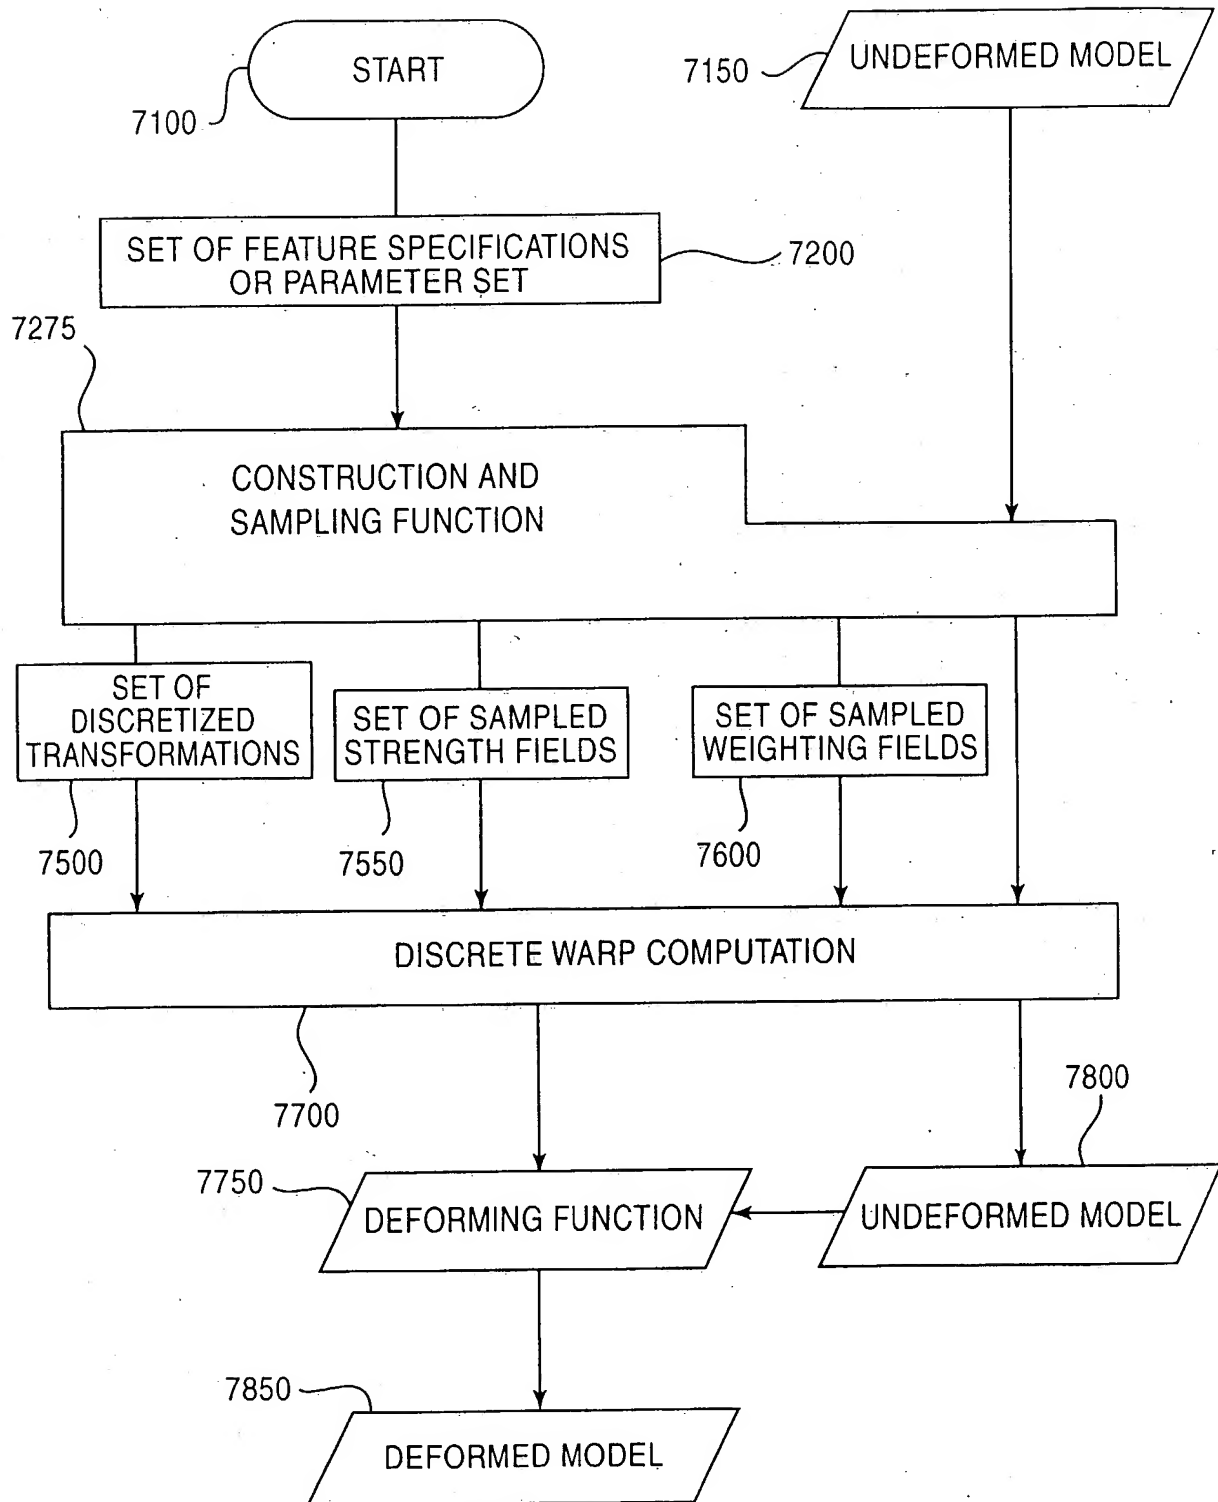 START
UNDEFORMED MODEL
7150
7100
SET OF FEATURE SPECIFICATIONS
OR PARAMETER SET
7200
7275
CONSTRUCTION AND
SAMPLING FUNCTION
SET OF
DISCRETIZED
TRANSFORMATIONS
SET OF SAMPLED
STRENGTH FIELDS
SET OF SAMPLED
WEIGHTING FIELDS
7500
7550
7600
DISCRETE WARP COMPUTATION
7700
7800
7750
DEFORMING FUNCTION
UNDEFORMED MODEL
7850
DEFORMED MODEL